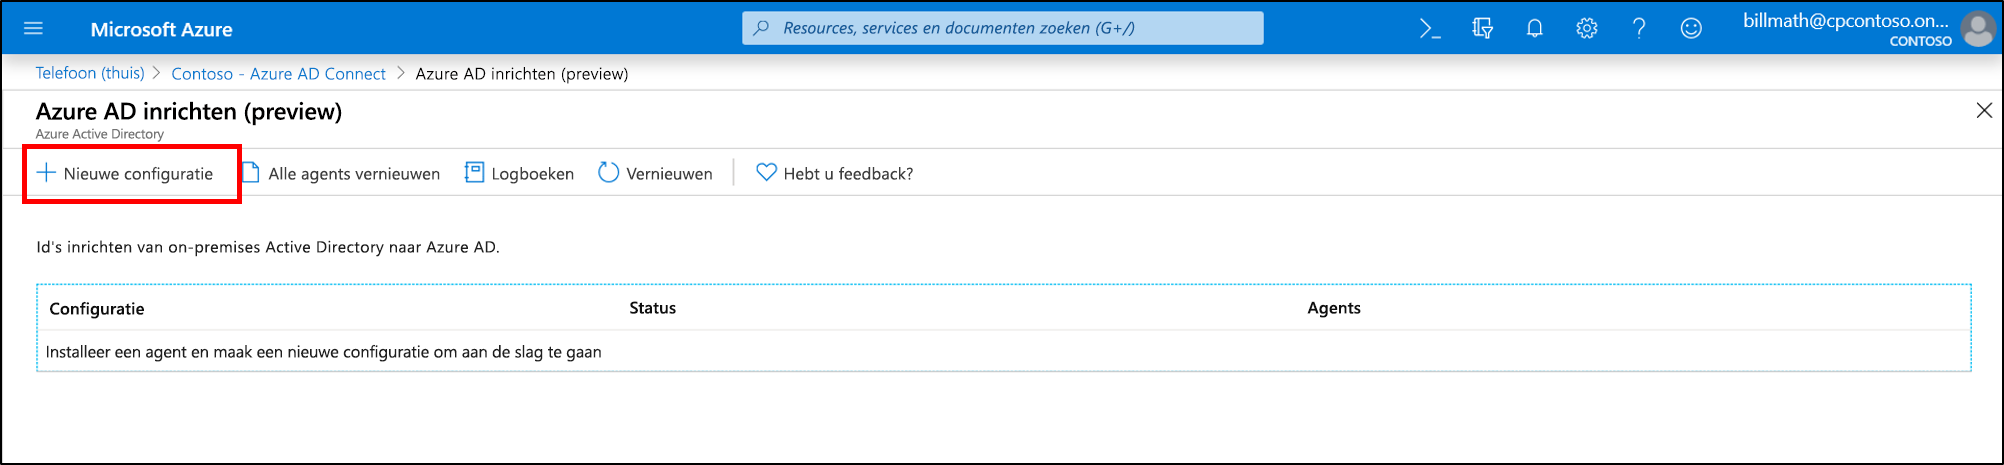 Microsoft Azure
Resources, services en documenten zoeken (G+/)
billmath@cpcontoso.on...
CONTOSO
Telefoon (thuis) > Contoso - Azure AD Connect > Azure AD inrichten (preview)
Azure AD inrichten (preview)
Azure Active Directory
Nieuwe configuratie Alle agents vernieuwen Logboeken Vernieuwen Hebt u feedback?
Id's inrichten van on-premises Active Directory naar Azure AD.
Configuratie Status Agents
Installeer een agent en maak een nieuwe configuratie om aan de slag te gaan